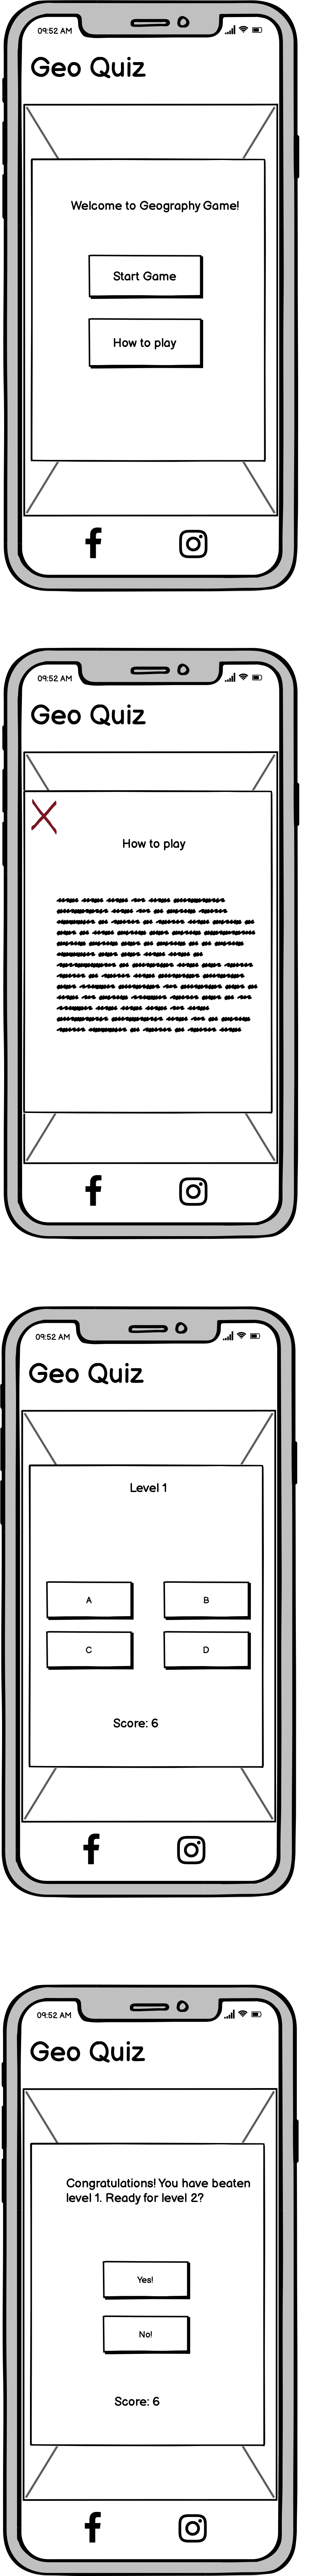 09:52 AM
Geo Quiz
Welcome to Geography Game!
Start Game
How to play
09:52 AM
Geo Quiz
How to play
09:52 AM
Geo Quiz
Level 1
A
B
C
D
Score: 6
09:52 AM
Geo Quiz
Congratulations! You have beaten
level 1. Ready for level 2?
Yes!
No!
Score: 6